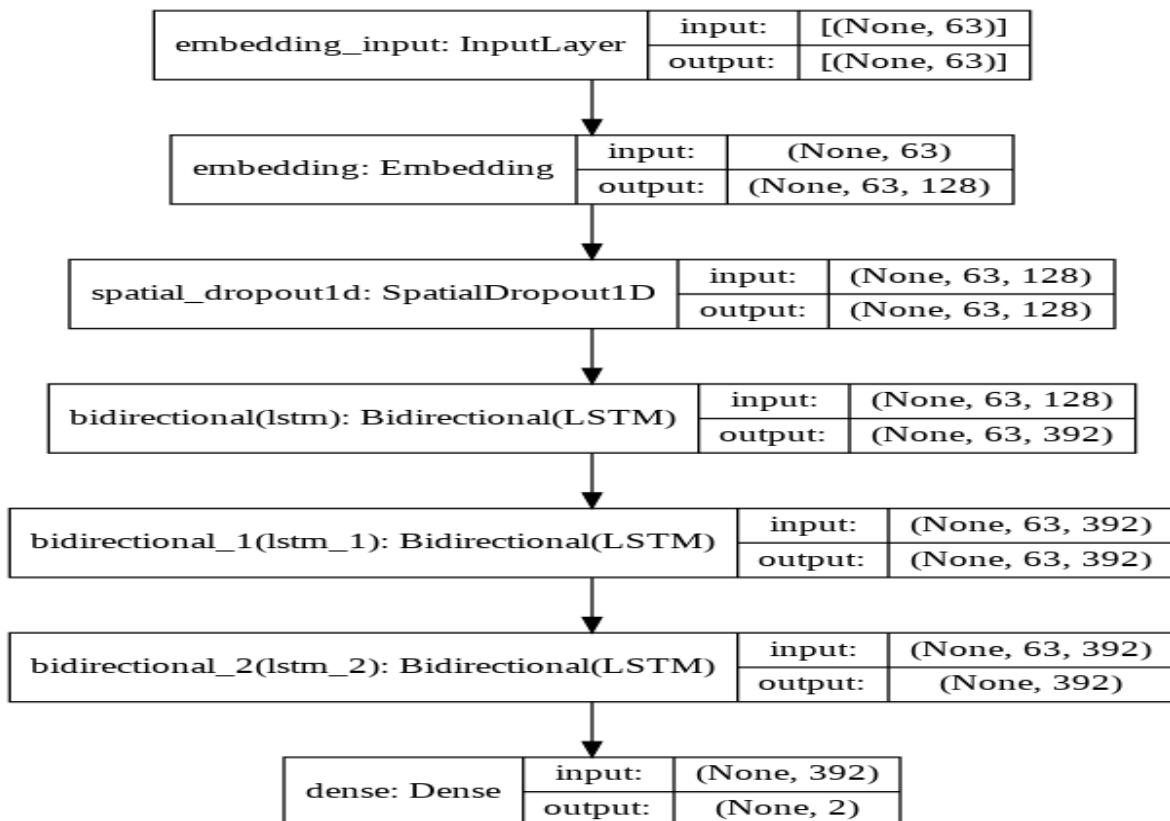 embedding_input: InputLayer
input: [(None, 63)]
output: [(None, 63)]
embedding: Embedding
input: (None, 63)
output: (None, 63, 128)
spatial_dropout1d: SpatialDropout1D
input: (None, 63, 128)
output: (None, 63, 128)
bidirectional(lstm): Bidirectional(LSTM)
input: (None, 63, 128)
output: (None, 63, 392)
bidirectional_1(lstm_1): Bidirectional(LSTM)
input: (None, 63, 392)
output: (None, 63, 392)
bidirectional_2(lstm_2): Bidirectional(LSTM)
input: (None, 63, 392)
output: (None, 392)
dense: Dense
input: (None, 392)
output: (None, 2)